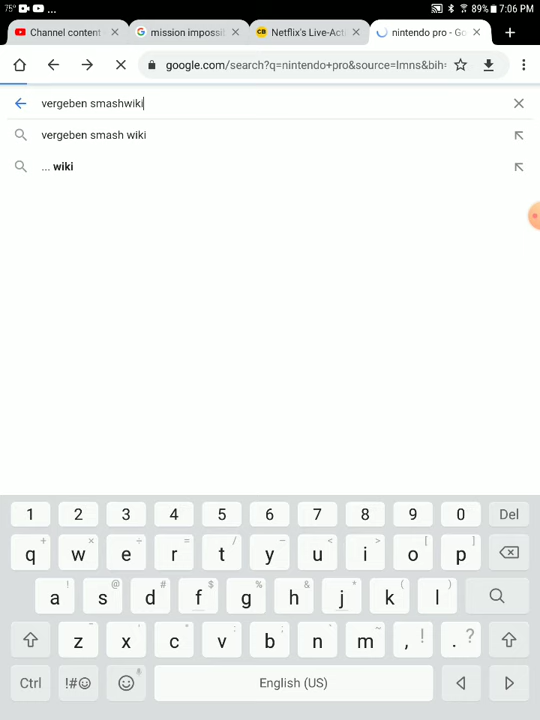 75° ... 89% 7:06 PM
Channel content mission impossi Netflix's Live-Acti nintendo pro - Go
google.com/search?q=nintendo+pro&source=lmns&bih=
vergeben smashwiki
vergeben smash wiki
... wiki
1 2 3 4 5 6 7 8 9 0 Del
+ × ÷ = / _ < > [ ]
q w e r t y u i o p
! @ # $ % ^ & * ( )
a s d f g h j k l
- ' " : ; , ! ?
z x c v b n m , .
Ctrl !#☺ English (US)